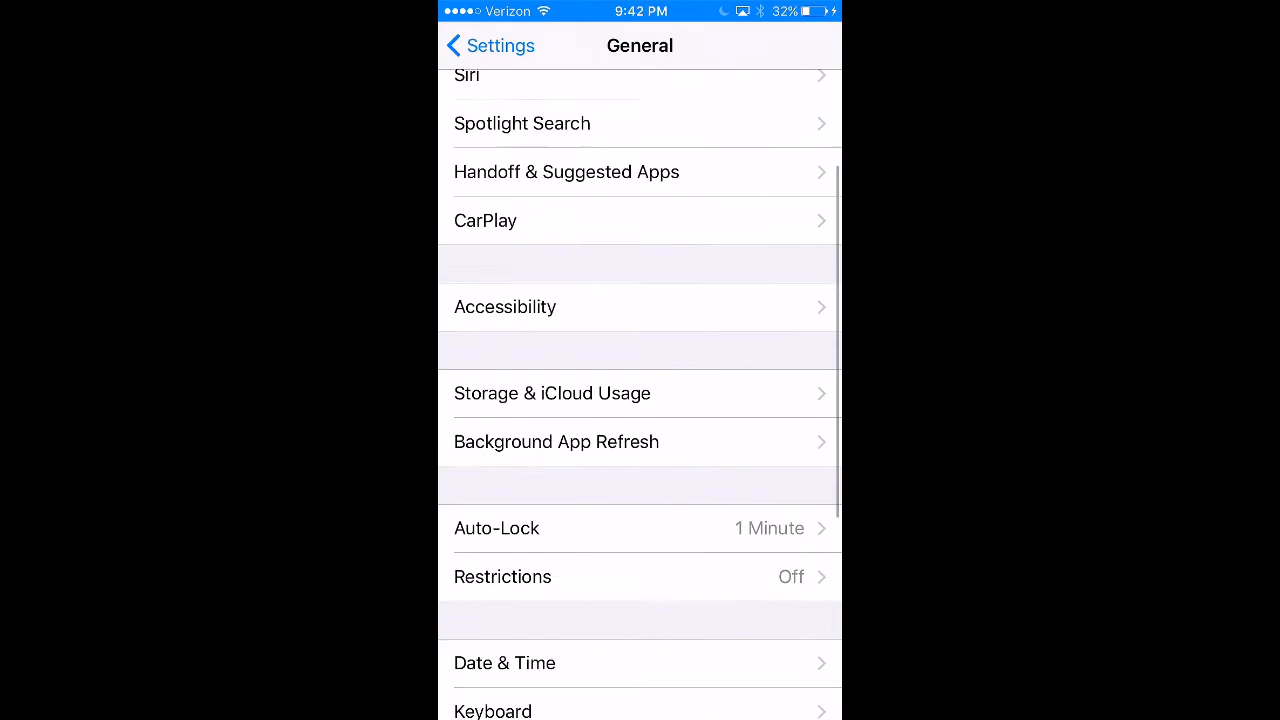 Verizon 9:42 PM 32%
Settings General
Siri
Spotlight Search
Handoff & Suggested Apps
CarPlay
Accessibility
Storage & iCloud Usage
Background App Refresh
Auto-Lock 1 Minute
Restrictions Off
Date & Time
Keyboard